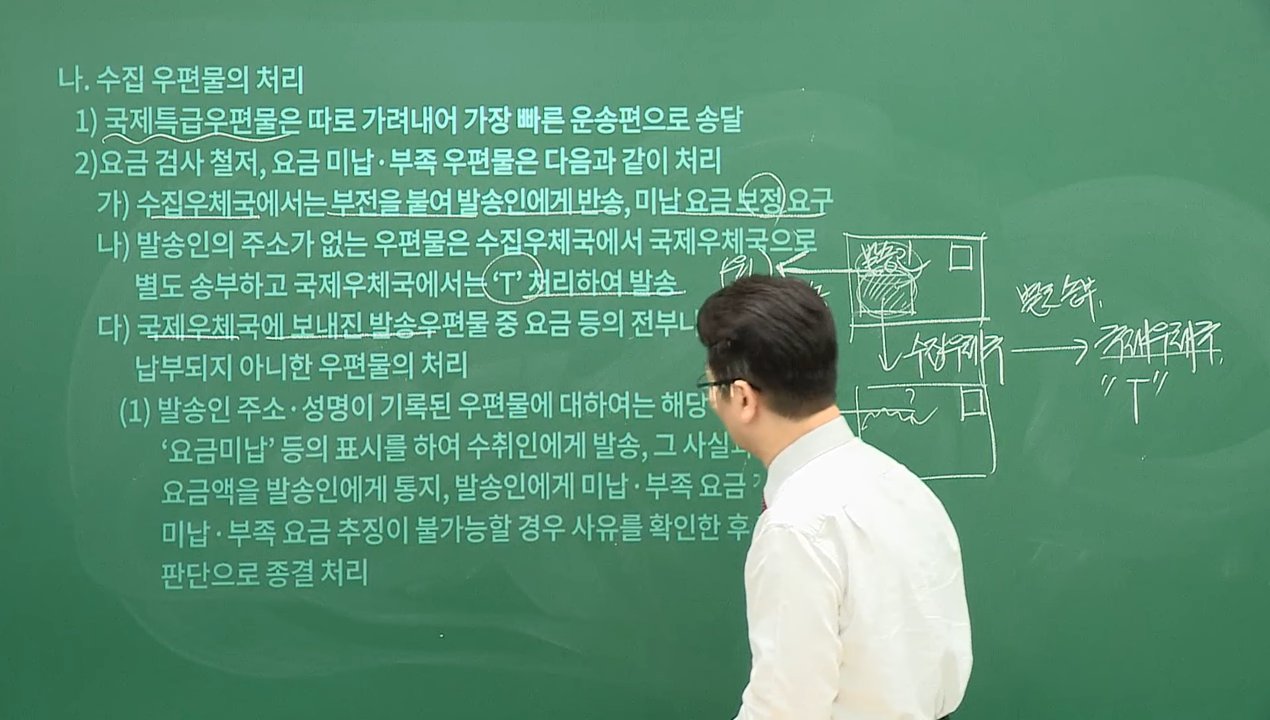 나. 수집 우편물의 처리
1) 국제특급우편물은 따로 가려내어 가장 빠른 운송편으로 송달
2)요금 검사 철저, 요금 미납·부족 우편물은 다음과 같이 처리
가) 수집우체국에서는 부전을 붙여 발송인에게 반송, 미납 요금 보정 요구
나) 발송인의 주소가 없는 우편물은 수집우체국에서 국제우체국으로
별도 송부하고 국제우체국에서는 ‘T’ 처리하여 발송
다) 국제우체국에 보내진 발송우편물 중 요금 등의
납부되지 아니한 우편물의 처리
(1) 발송인 주소·성명이 기록된 우편물에 대하여는 해당
‘요금미납’ 등의 표시를 하여 수취인에게 발송, 그
요금액을 발송인에게 통지, 발송인에게 미납·부족 요금
미납·부족 요금 추징이 불가능할 경우 사유를 확인한 후
판단으로 종결 처리
별도 송부.
수집우체국
국제우체국.
"T"